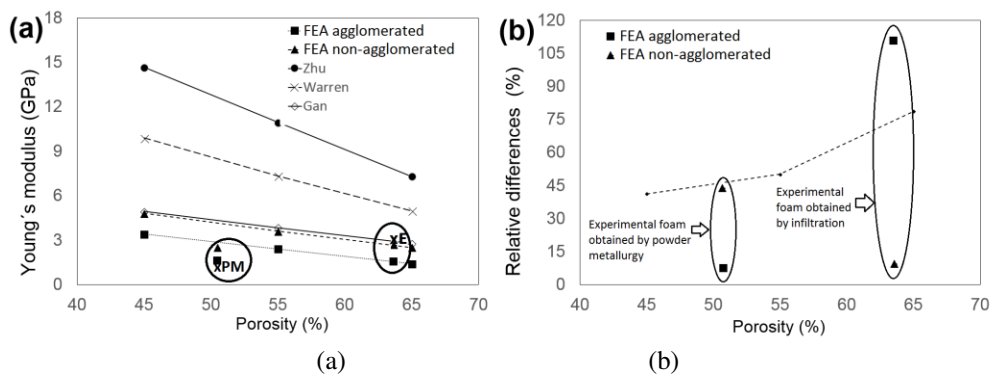 (a)
18
15
12
9
6
3
0
Young´s modulus (GPa)
FEA agglomerated
FEA non-agglomerated
Zhu
Warren
Gan
xPM
xE
40 45 50 55 60 65 70
Porosity (%)
(a)
(b)
120
105
90
75
60
45
30
15
0
Relative differences (%)
FEA agglomerated
FEA non-agglomerated
Experimental foam
obtained by powder
metallurgy
Experimental
foam obtained
by infiltration
40 45 50 55 60 65 70
Porosity (%)
(b)